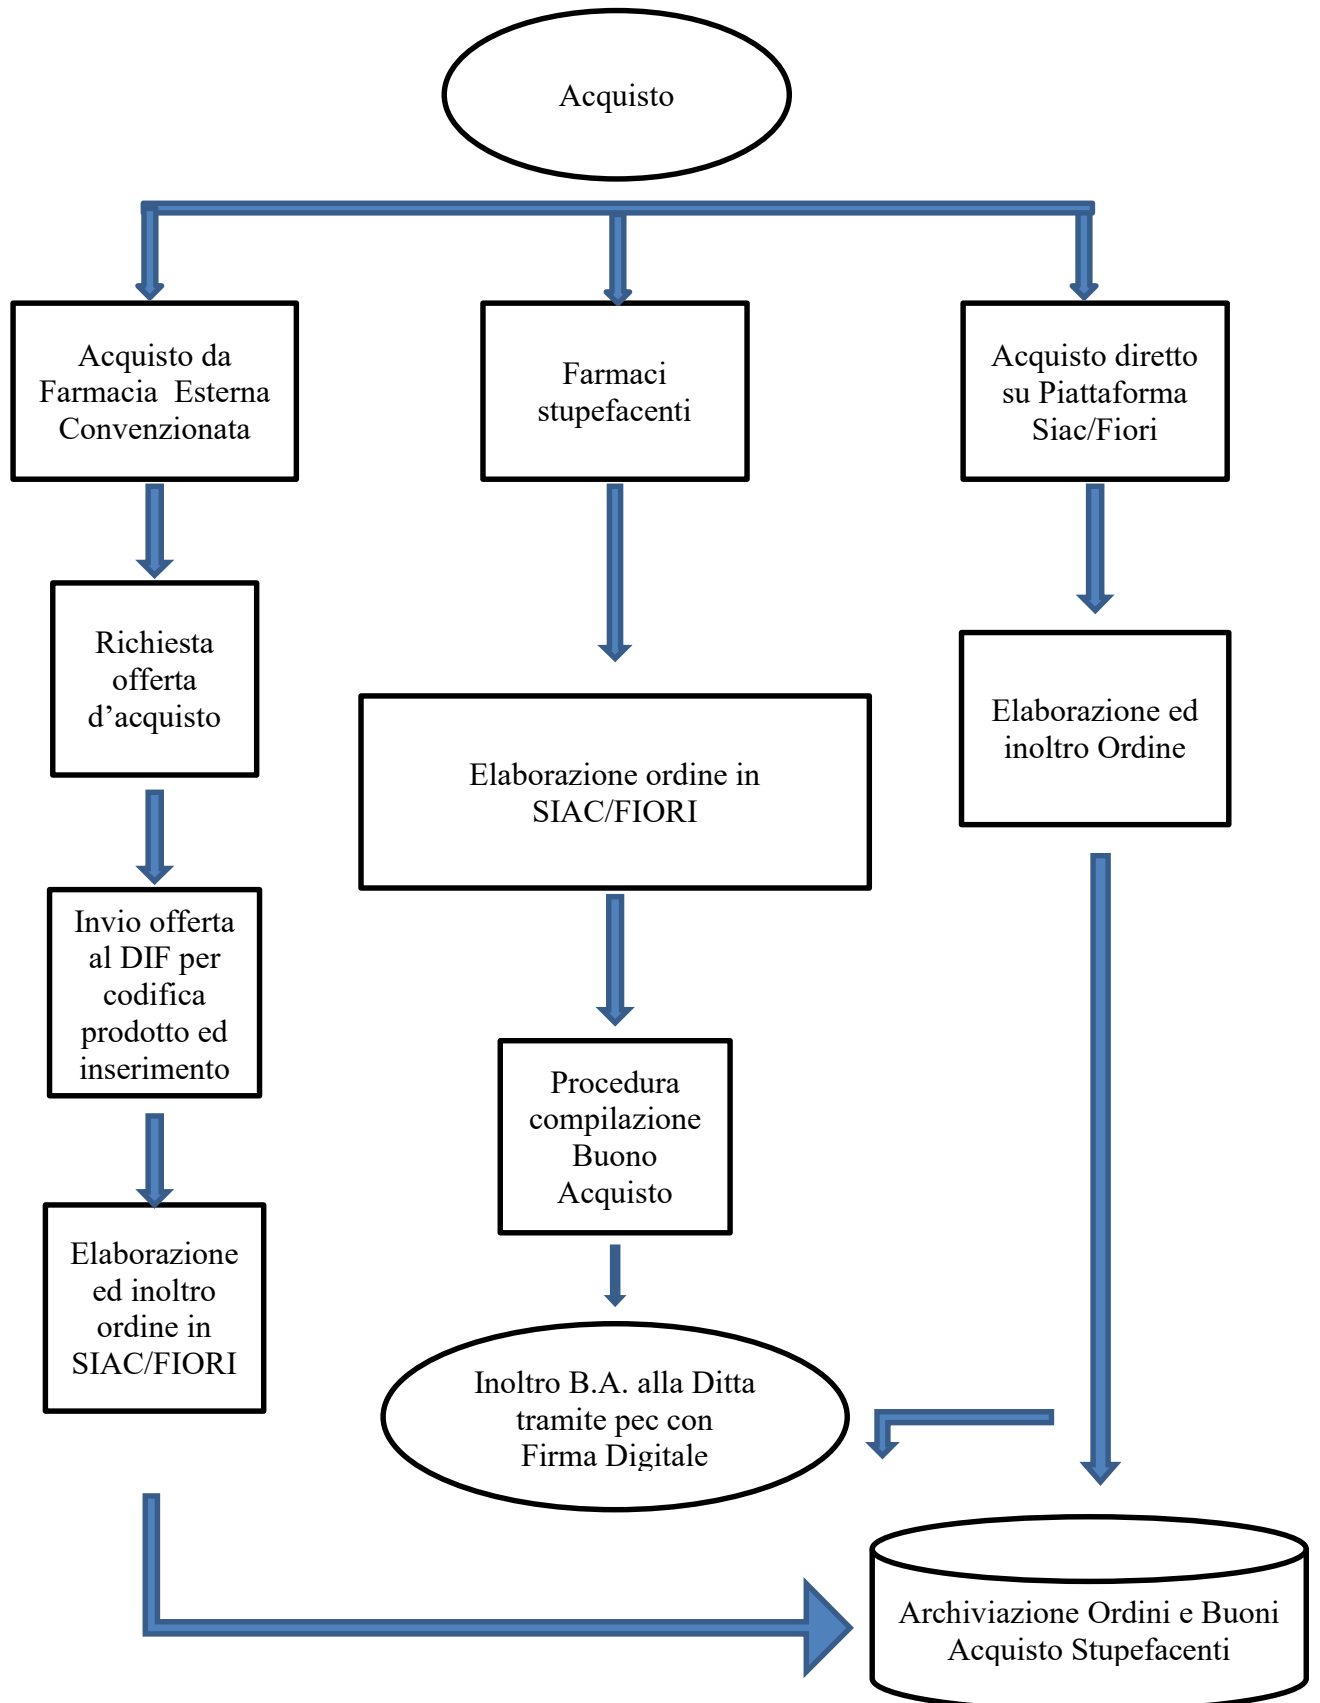 Acquisto
Acquisto da
Farmacia  Esterna
Convenzionata
Farmaci
stupefacenti
Acquisto diretto
su Piattaforma
Siac/Fiori
Richiesta
offerta
d’acquisto
Elaborazione ordine in
SIAC/FIORI
Elaborazione ed
inoltro Ordine
Invio offerta
al DIF per
codifica
prodotto ed
inserimento
Procedura
compilazione
Buono
Acquisto
Elaborazione
ed inoltro
ordine in
SIAC/FIORI
Inoltro B.A. alla Ditta
tramite pec con
Firma Digitale
Archiviazione Ordini e Buoni
Acquisto Stupefacenti